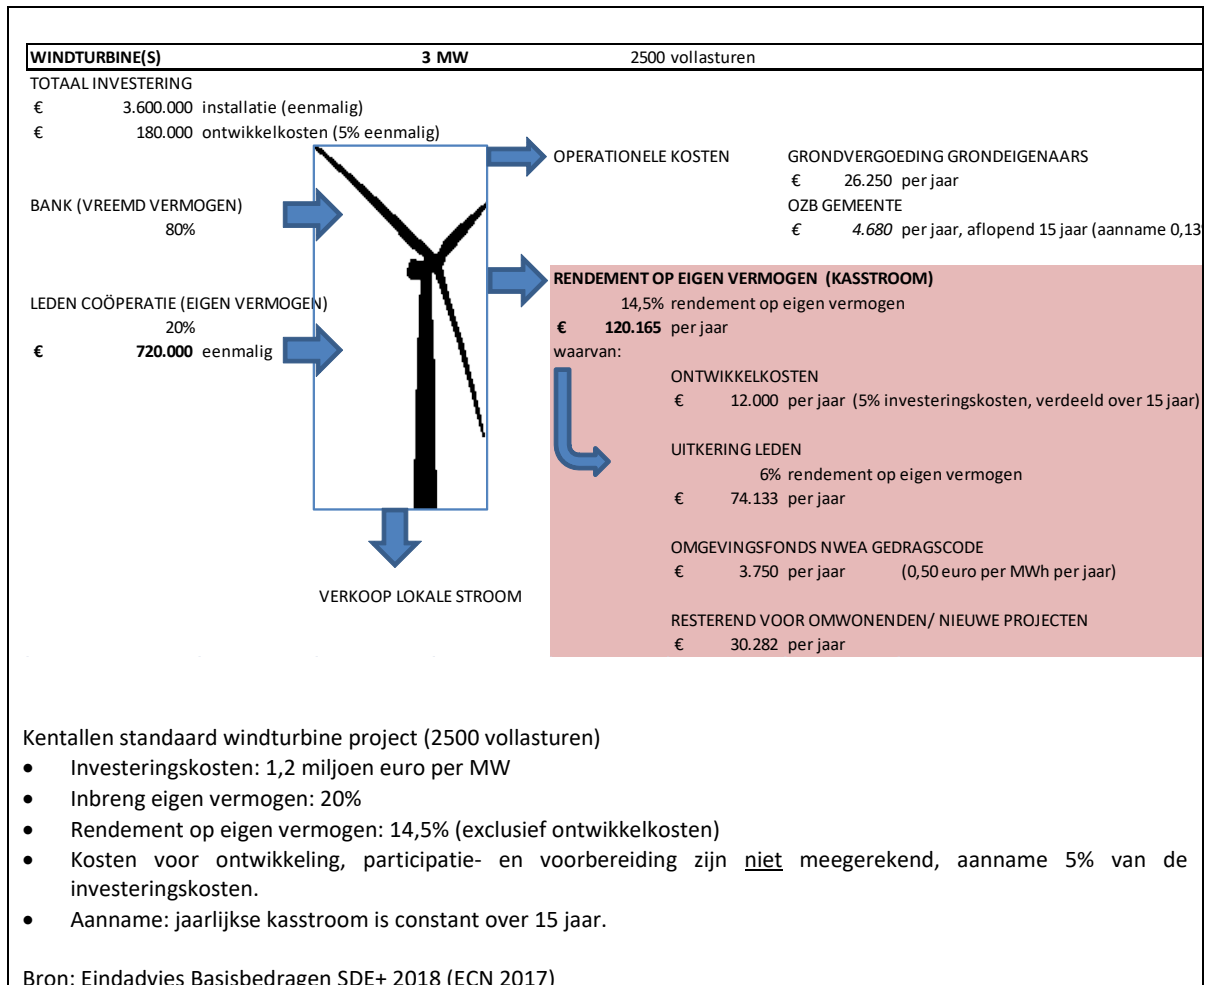 WINDTURBINE(S) 3 MW 2500 vollasturen
TOTAAL INVESTERING
€ 3.600.000 installatie (eenmalig)
€ 180.000 ontwikkelkosten (5% eenmalig)
OPERATIONELE KOSTEN GRONDVERGOEDING GRONDEIGENAARS
€ 26.250 per jaar
BANK (VREEMD VERMOGEN) OZB GEMEENTE
80% € 4.680 per jaar, aflopend 15 jaar (aanname 0,13
RENDEMENT OP EIGEN VERMOGEN (KASSTROOM)
LEDEN COÖPERATIE (EIGEN VERMOGEN) 14,5% rendement op eigen vermogen
20% € 120.165 per jaar
€ 720.000 eenmalig waarvan:
ONTWIKKELKOSTEN
€ 12.000 per jaar (5% investeringskosten, verdeeld over 15 jaar)
UITKERING LEDEN
6% rendement op eigen vermogen
€ 74.133 per jaar
OMGEVINGSFONDS NWEA GEDRAGSCODE
€ 3.750 per jaar (0,50 euro per MWh per jaar)
VERKOOP LOKALE STROOM
RESTEREND VOOR OMWONENDEN/ NIEUWE PROJECTEN
€ 30.282 per jaar
Kentallen standaard windturbine project (2500 vollasturen)
• Investeringskosten: 1,2 miljoen euro per MW
• Inbreng eigen vermogen: 20%
• Rendement op eigen vermogen: 14,5% (exclusief ontwikkelkosten)
• Kosten voor ontwikkeling, participatie- en voorbereiding zijn niet meegerekend, aanname 5% van de
investeringskosten.
• Aanname: jaarlijkse kasstroom is constant over 15 jaar.
Bron: Eindadvies Basisbedragen SDE+ 2018 (ECN 2017)